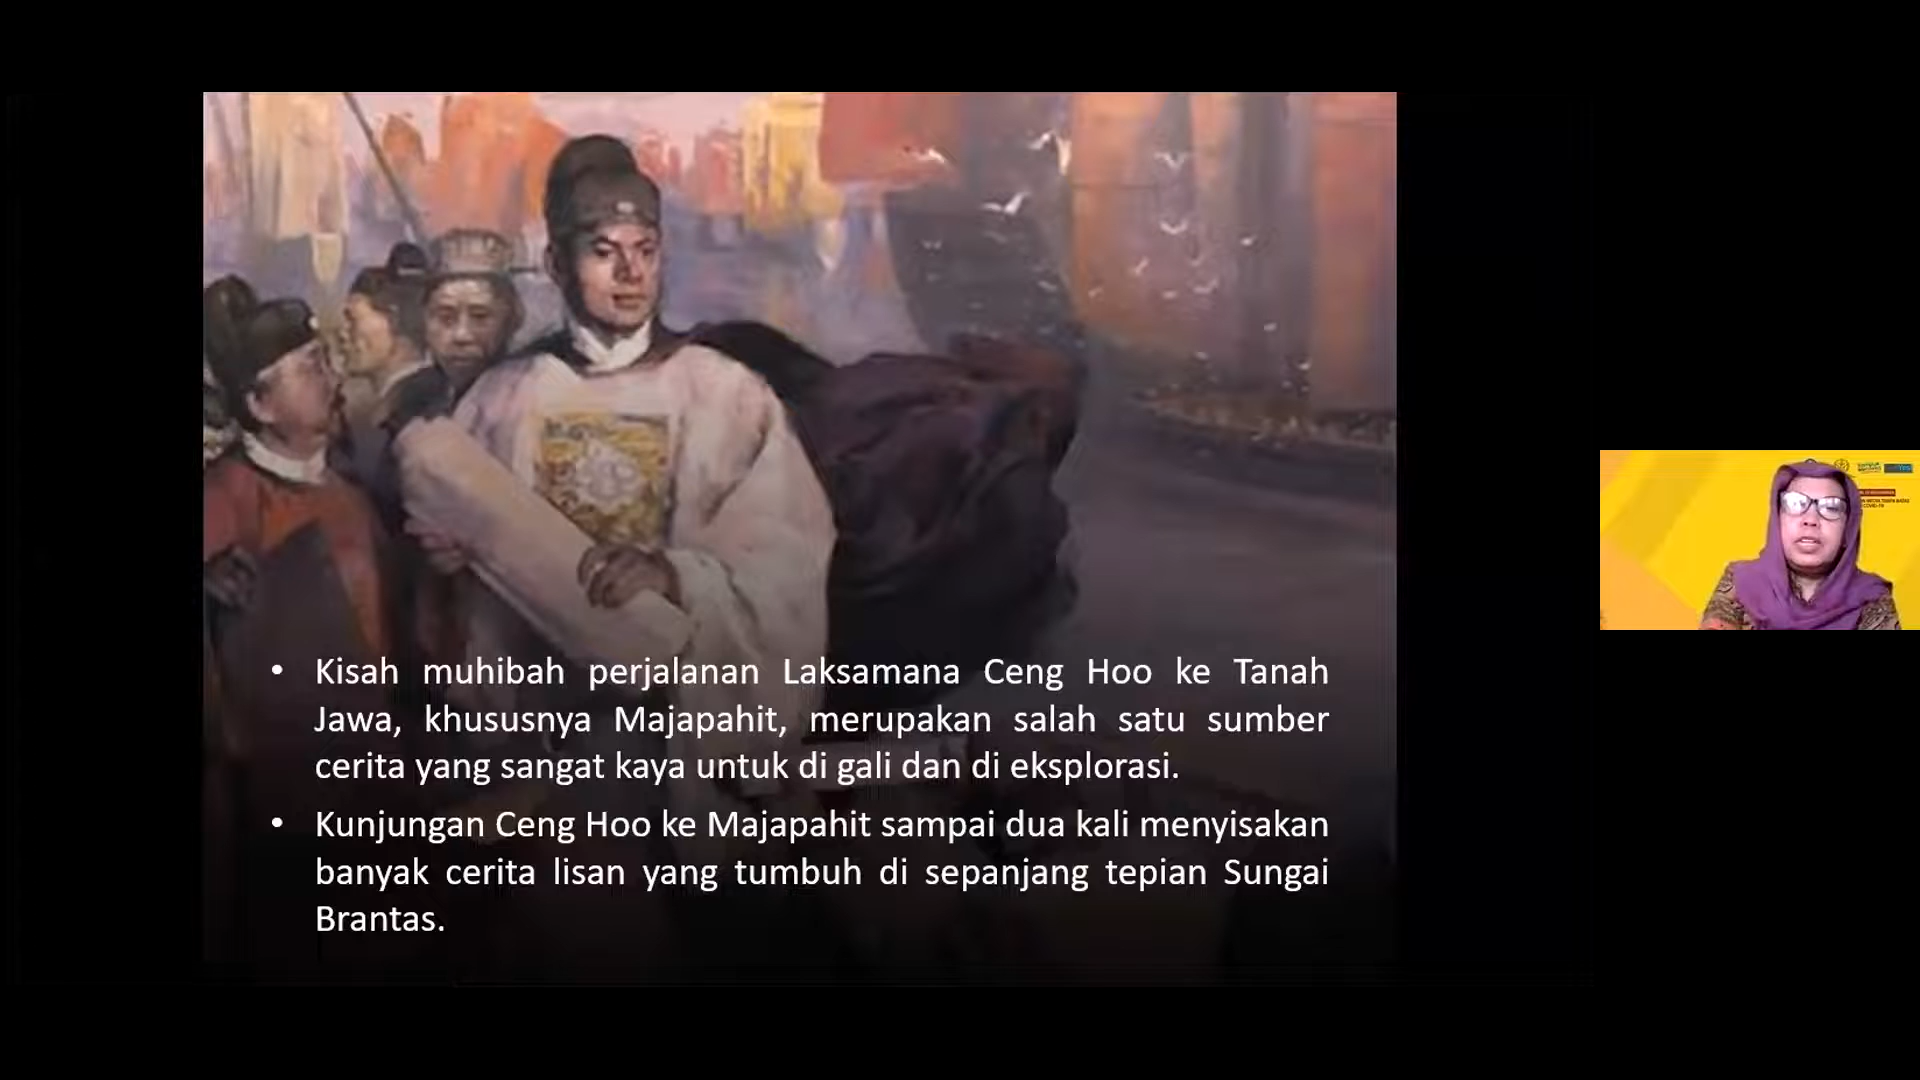 • Kisah muhibah perjalanan Laksamana Ceng Hoo ke Tanah
Jawa, khususnya Majapahit, merupakan salah satu sumber
cerita yang sangat kaya untuk di gali dan di eksplorasi.
• Kunjungan Ceng Hoo ke Majapahit sampai dua kali menyisakan
banyak cerita lisan yang tumbuh di sepanjang tepian Sungai
Brantas.